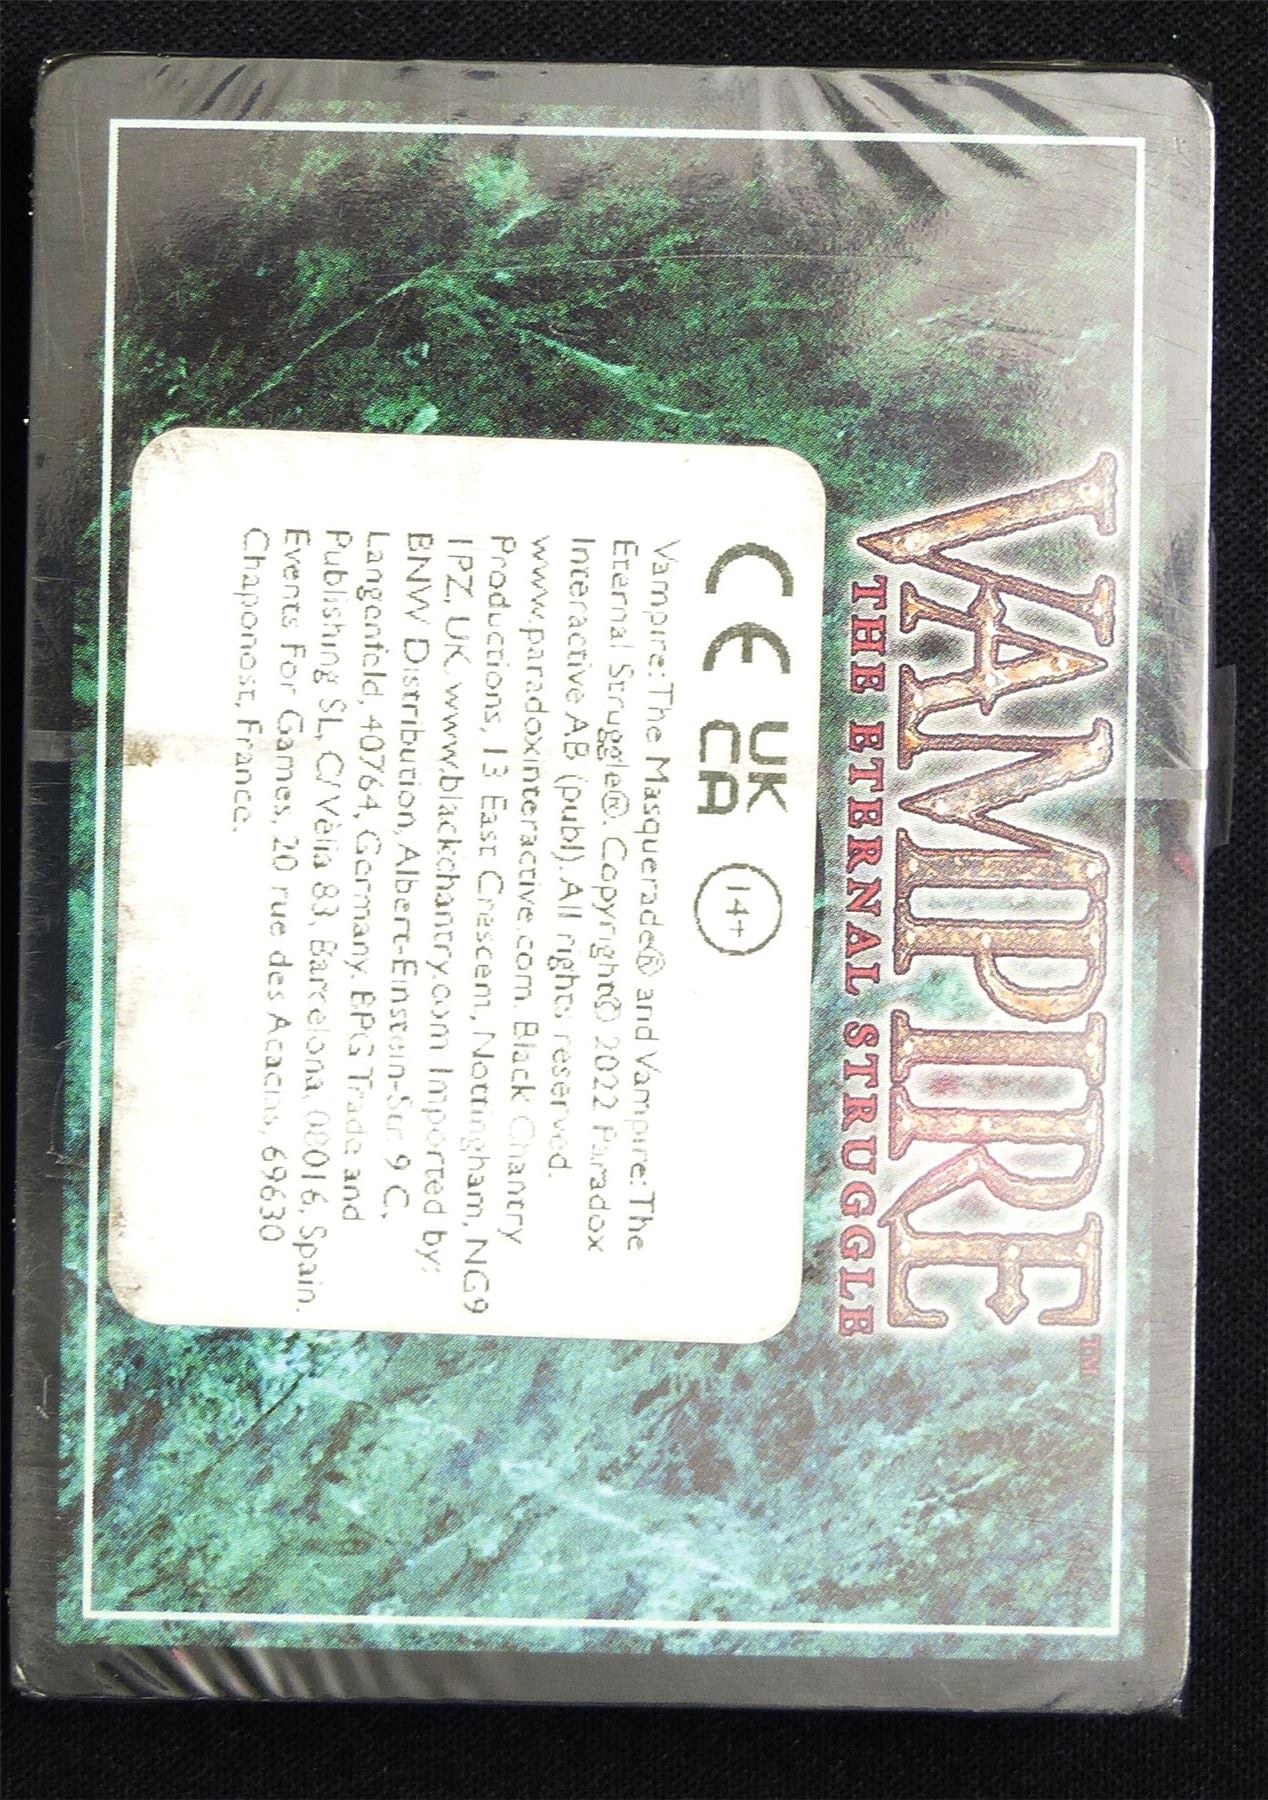 VAMPIRE™
THE ETERNAL STRUGGLE
CE UK CA 14+
Vampire: The Masquerade® and Vampire: The
Eternal Struggle®. Copyright© 2022 Paradox
Interactive AB (publ). All rights reserved.
www.paradoxinteractive.com. Black Chantry
Productions, 13 East Crescent, Nottingham, NG9
1PZ, UK. www.blackchantry.com Imported by:
BNW Distribution, Albert-Einstein-Str. 9 C,
Langenfeld, 40764, Germany. EPG Trade and
Publishing SL, C/ Vèlia 83, Barcelona, 08016, Spain.
Events For Games, 20 rue des Acacias, 69630
Chaponost, France.